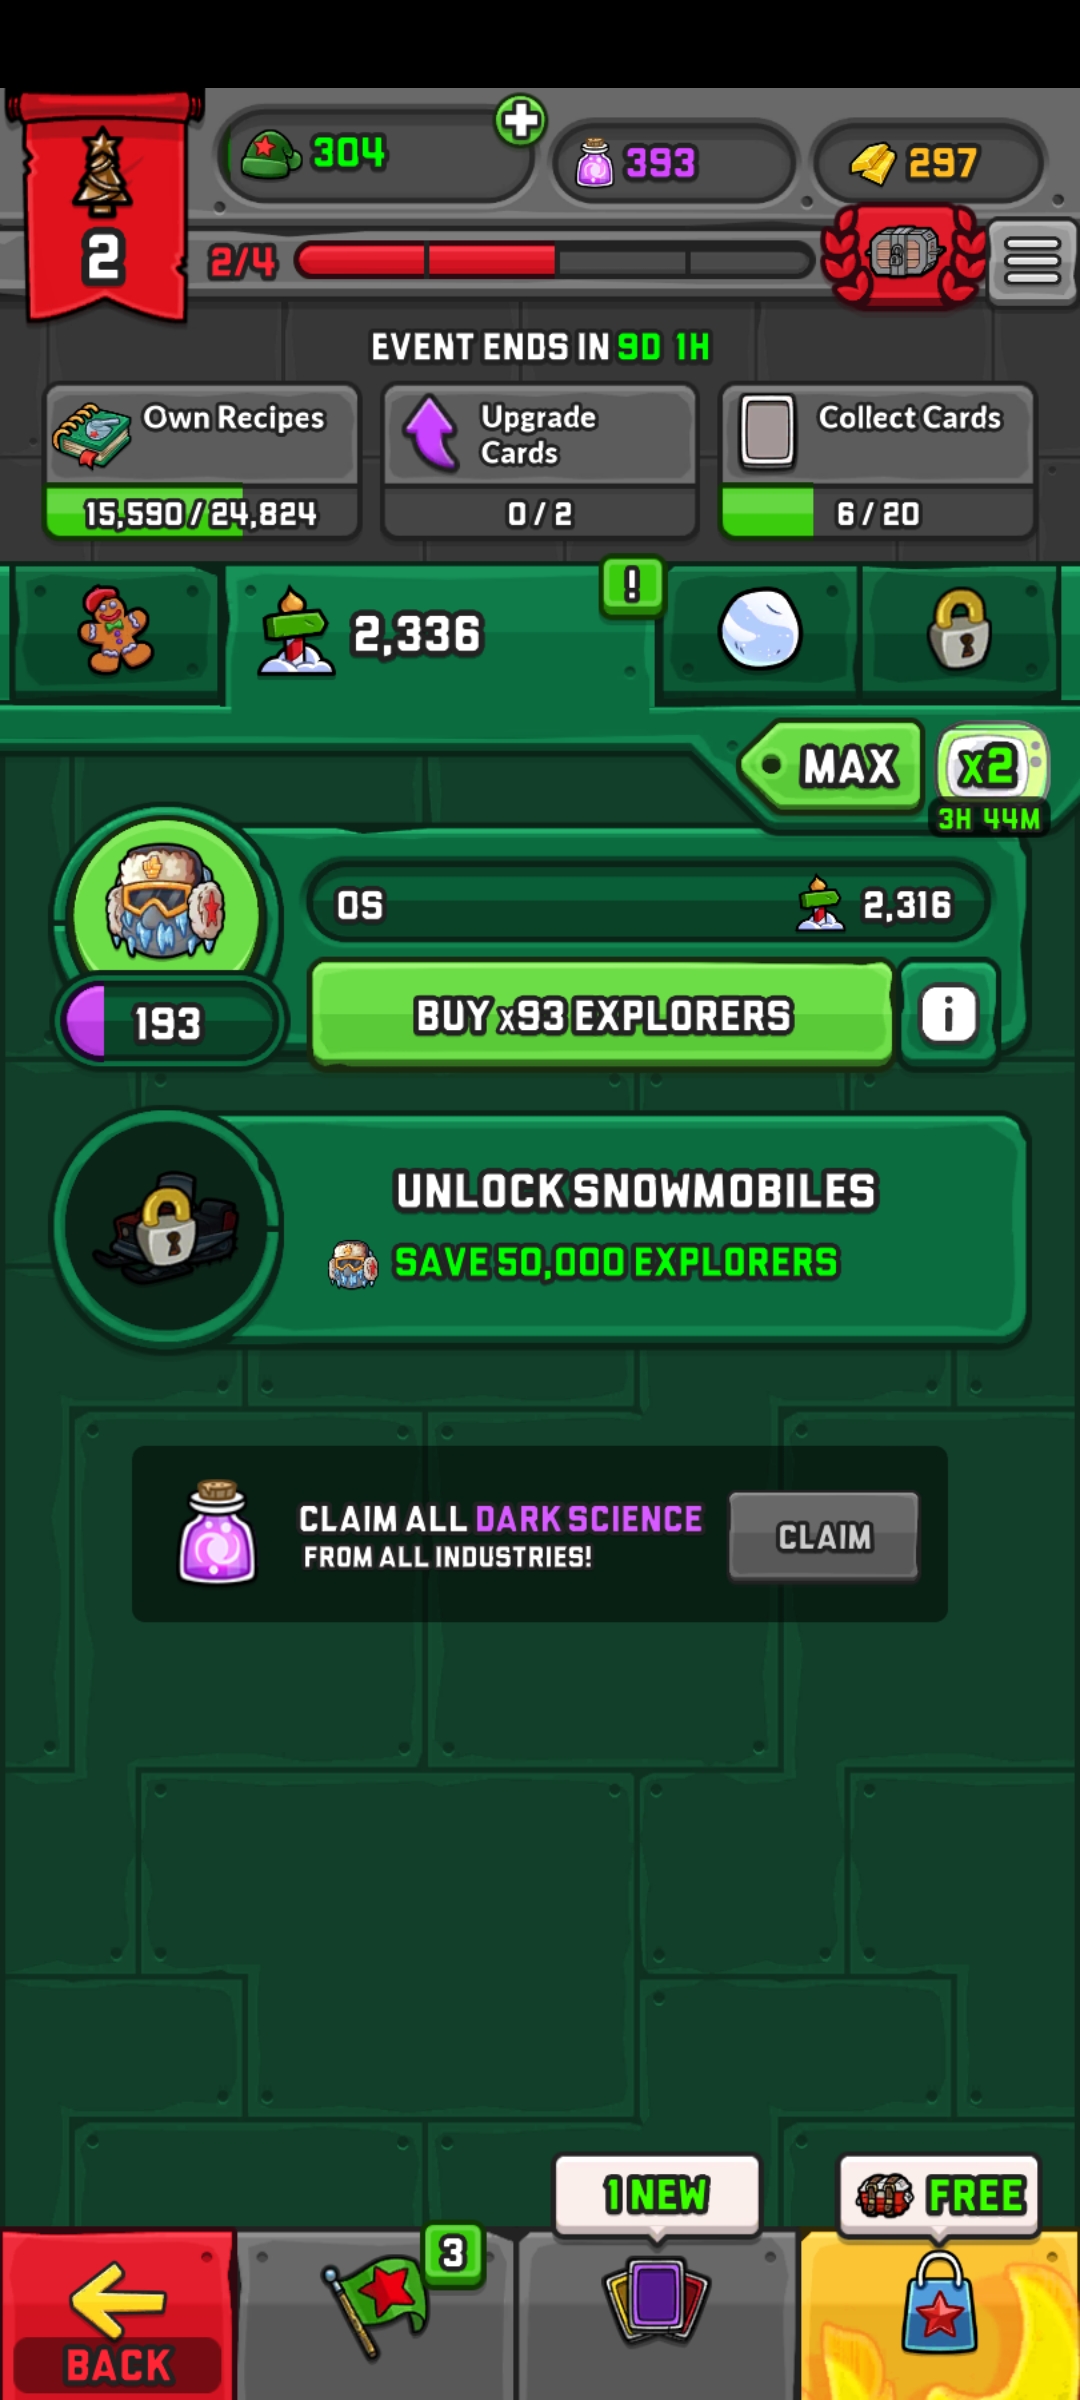 304
393
297
2
2/4
EVENT ENDS IN 9D 1H
Own Recipes
15,590/24,824
Upgrade
Cards
0/2
Collect Cards
6/20
2,336
!
MAX
x2
3H 44M
0S
2,316
193
BUY x93 EXPLORERS
i
UNLOCK SNOWMOBILES
SAVE 50,000 EXPLORERS
CLAIM ALL DARK SCIENCE
FROM ALL INDUSTRIES!
CLAIM
1 NEW
FREE
3
BACK